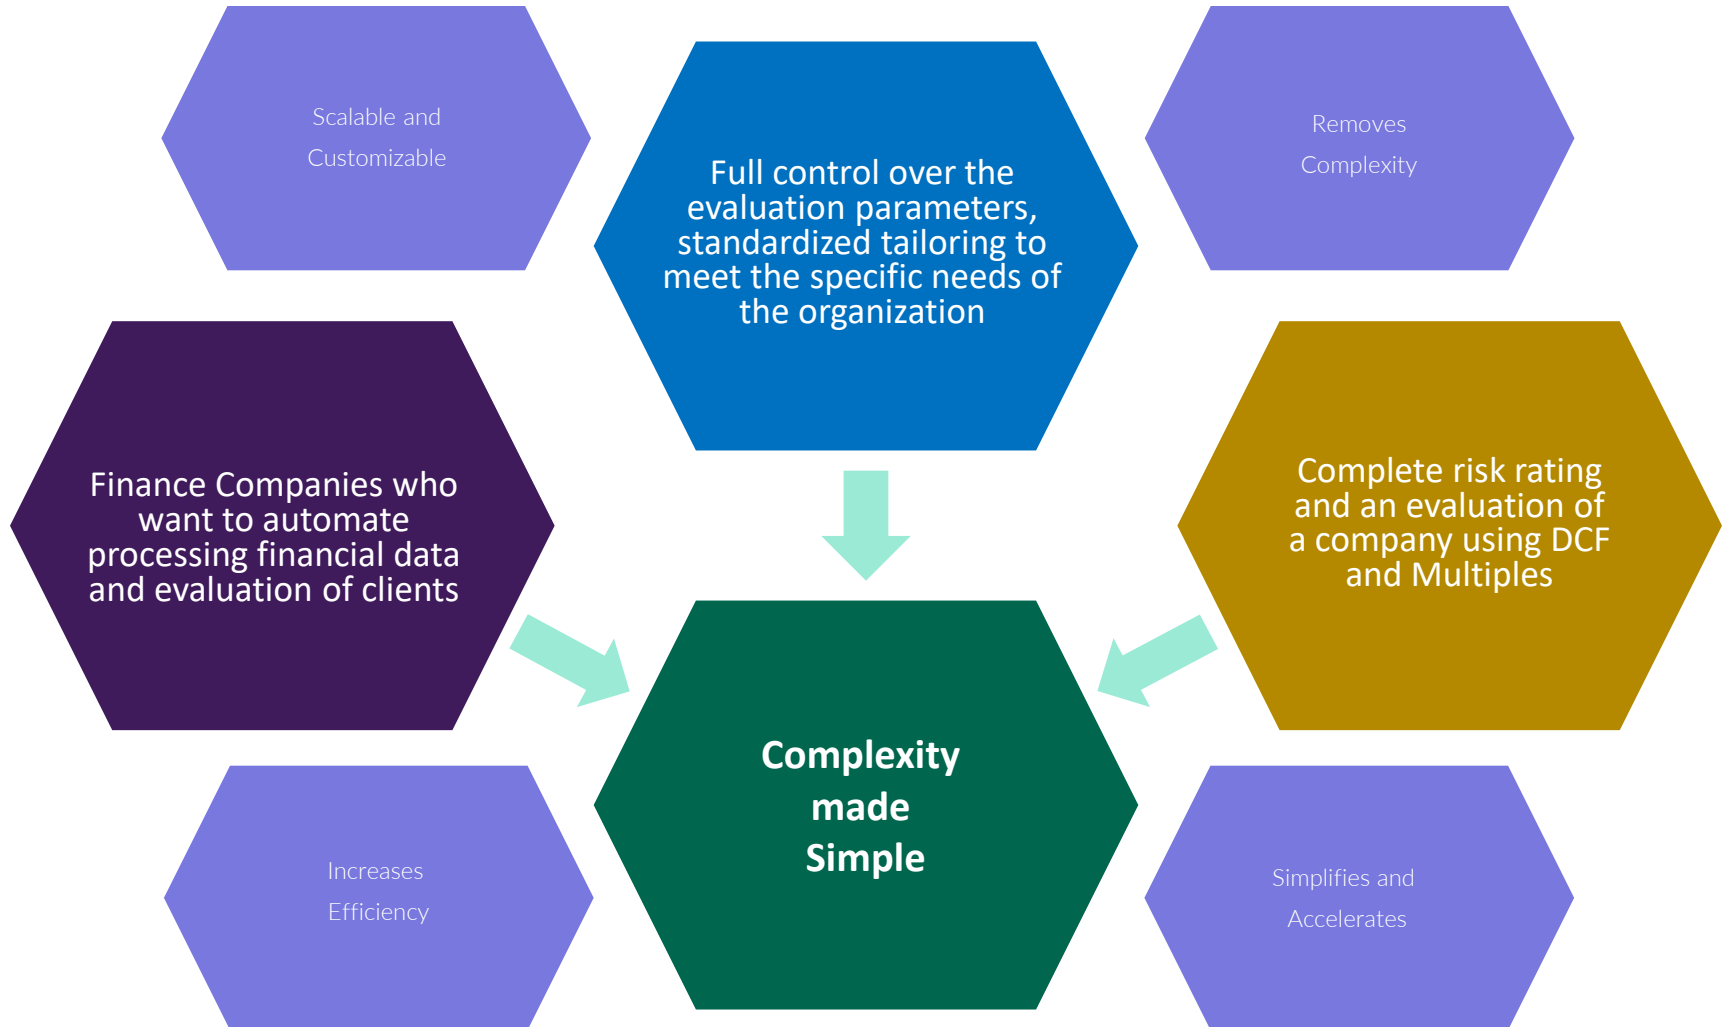 Scalable and
Customizable
Full control over the
evaluation parameters,
standardized tailoring to
meet the specific needs of
the organization
Removes
Complexity
Finance Companies who
want to automate
processing financial data
and evaluation of clients
Complete risk rating
and an evaluation of
a company using DCF
and Multiples
Complexity
made
Simple
Increases
Efficiency
Simplifies and
Accelerates